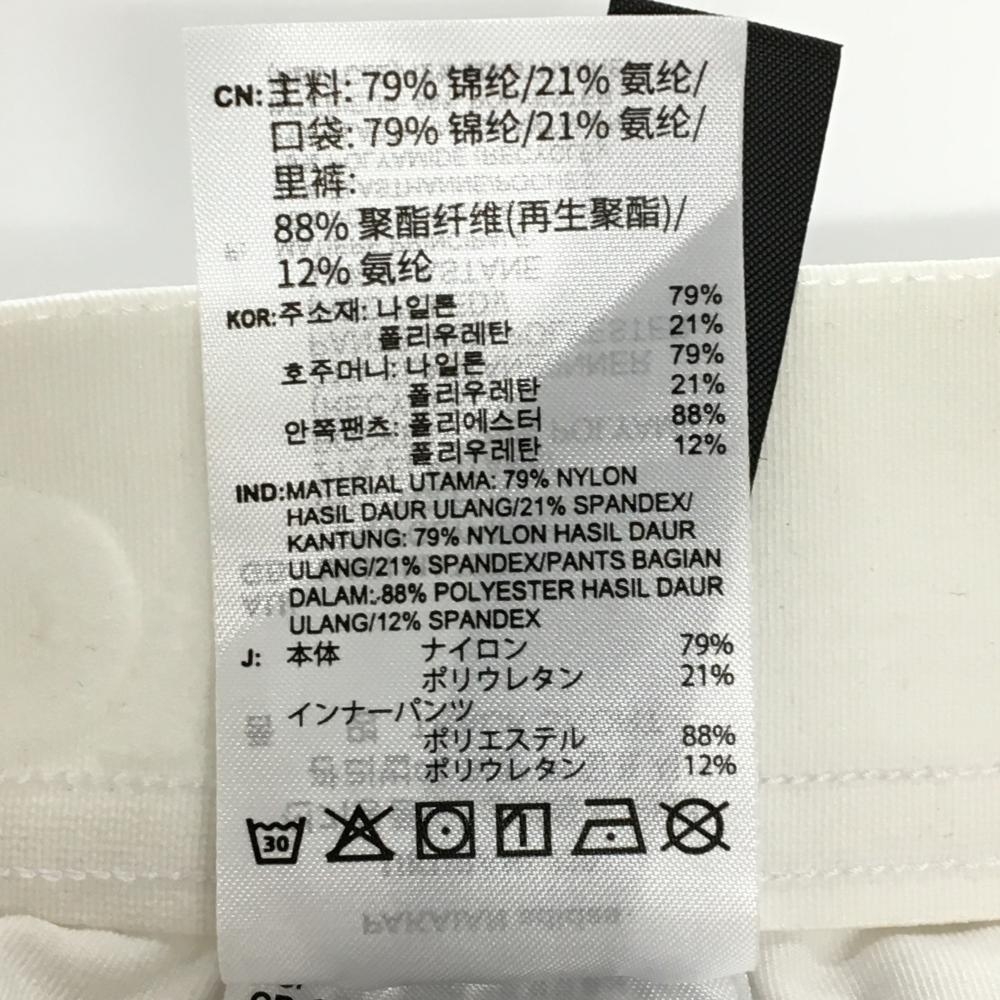 CN:主料: 79% 锦纶/21% 氨纶/
口袋: 79% 锦纶/21% 氨纶/
里裤:
88% 聚酯纤维(再生聚酯)/
12% 氨纶
KOR:주소재: 나일론 79%
폴리우레탄 21%
호주머니: 나일론 79%
폴리우레탄 21%
안쪽팬츠: 폴리에스터 88%
폴리우레탄 12%
IND:MATERIAL UTAMA: 79% NYLON
HASIL DAUR ULANG/21% SPANDEX/
KANTUNG: 79% NYLON HASIL DAUR
ULANG/21% SPANDEX/PANTS BAGIAN
DALAM:88% POLYESTER HASIL DAUR
ULANG/12% SPANDEX
J: 本体 ナイロン 79%
ポリウレタン 21%
インナーパンツ
ポリエステル 88%
ポリウレタン 12%
30